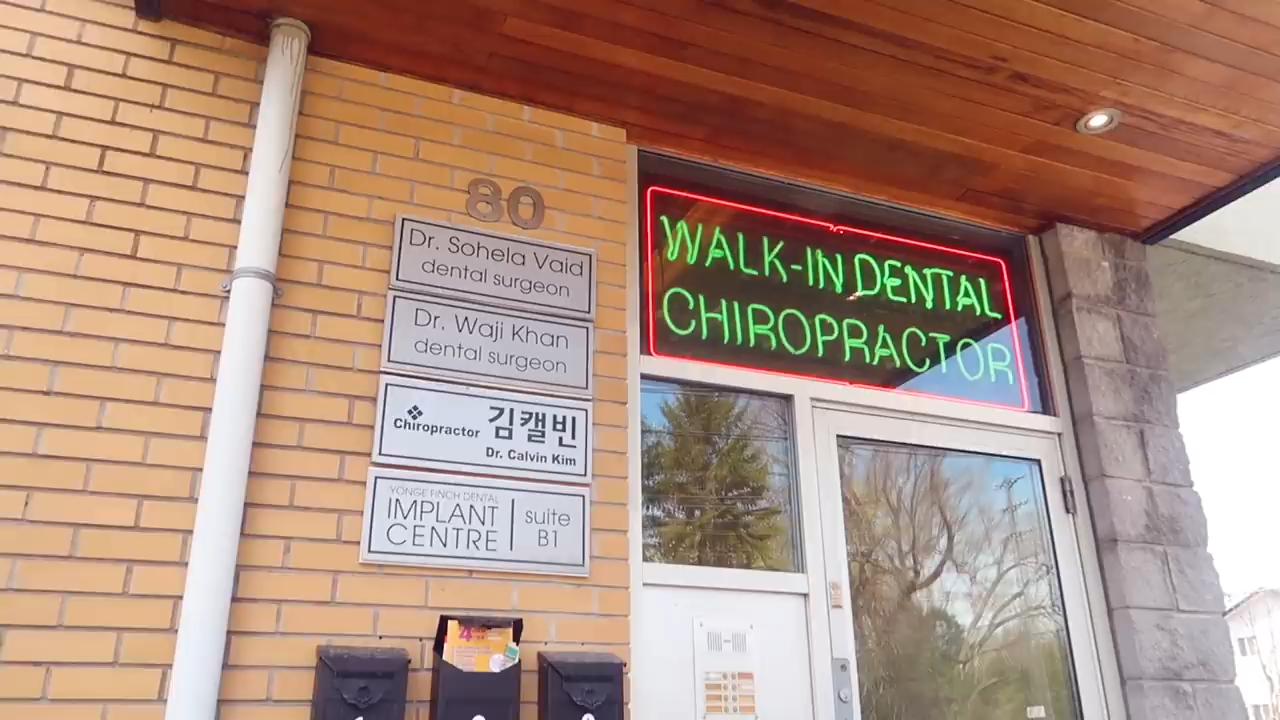 80
Dr. Sohela Vaid
dental surgeon
Dr. Waji Khan
dental surgeon
Chiropractor 김캘빈
Dr. Calvin Kim
YONGE FINCH DENTAL
IMPLANT
CENTRE
suite
B1
WALK-IN DENTAL
CHIROPRACTOR
4